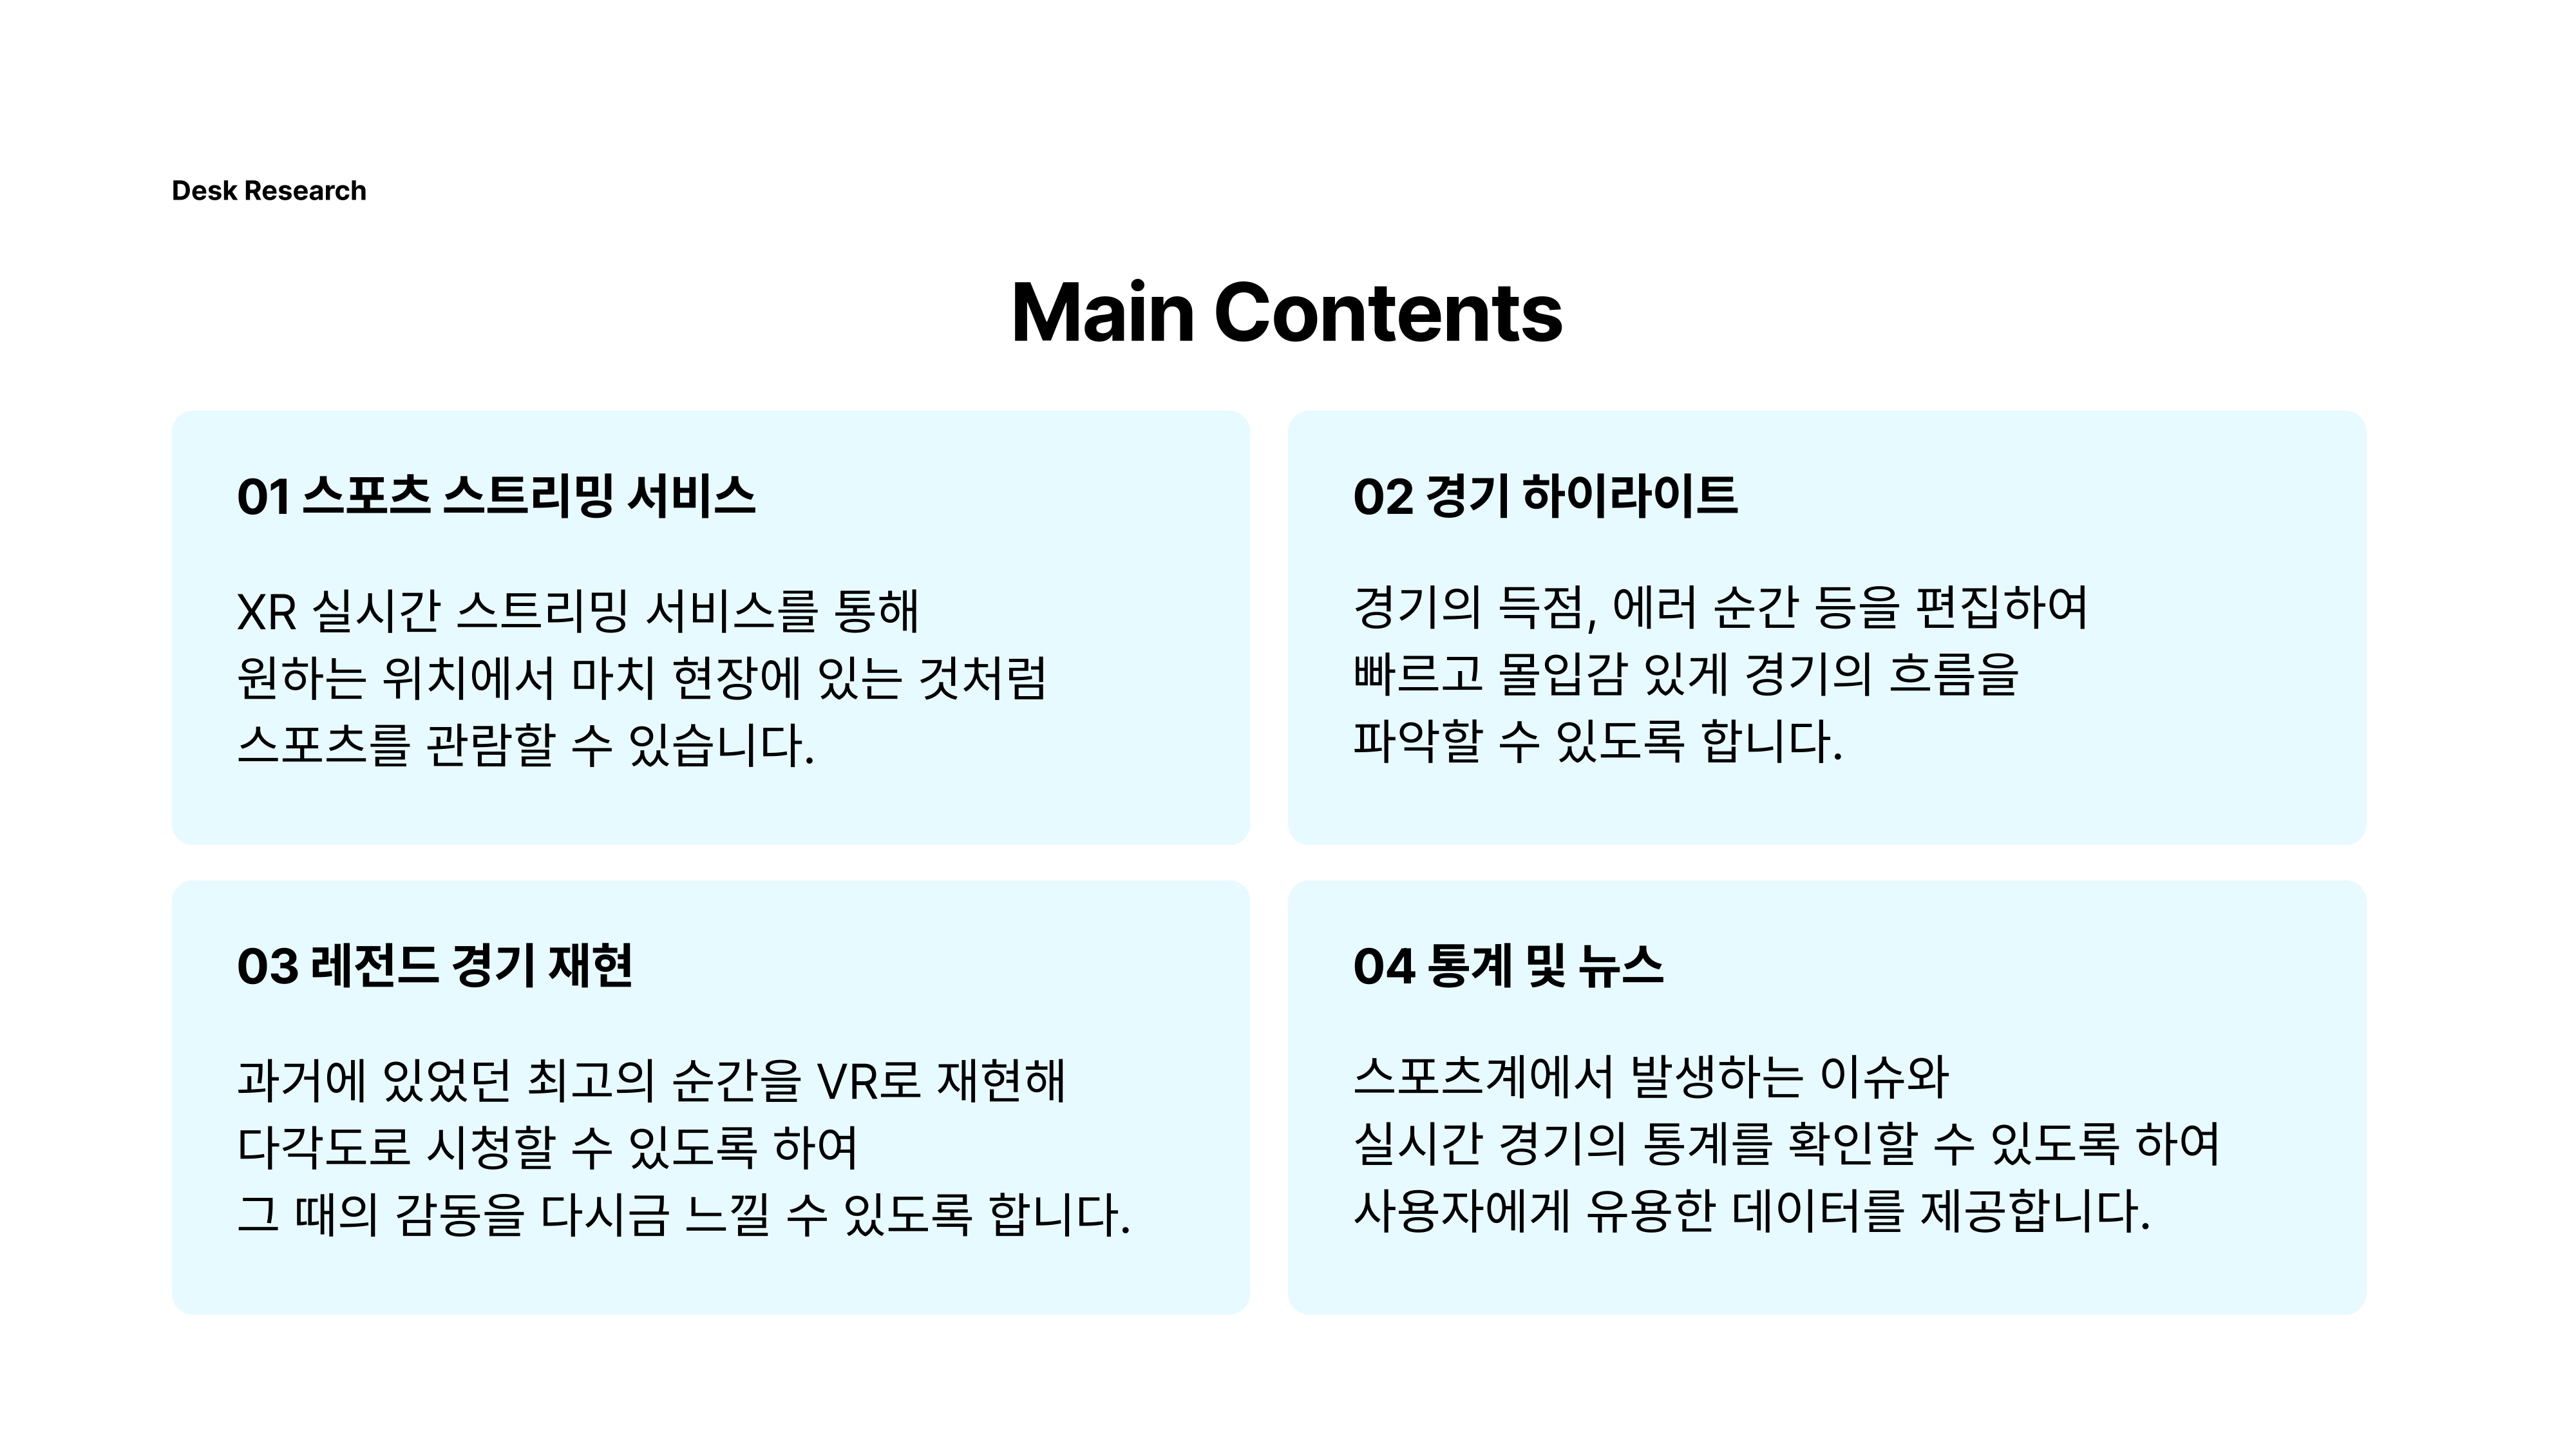 Desk Research
Main Contents
01 스포츠 스트리밍 서비스
XR 실시간 스트리밍 서비스를 통해
원하는 위치에서 마치 현장에 있는 것처럼
스포츠를 관람할 수 있습니다.
02 경기 하이라이트
경기의 득점, 에러 순간 등을 편집하여
빠르고 몰입감 있게 경기의 흐름을
파악할 수 있도록 합니다.
03 레전드 경기 재현
과거에 있었던 최고의 순간을 VR로 재현해
다각도로 시청할 수 있도록 하여
그 때의 감동을 다시금 느낄 수 있도록 합니다.
04 통계 및 뉴스
스포츠계에서 발생하는 이슈와
실시간 경기의 통계를 확인할 수 있도록 하여
사용자에게 유용한 데이터를 제공합니다.